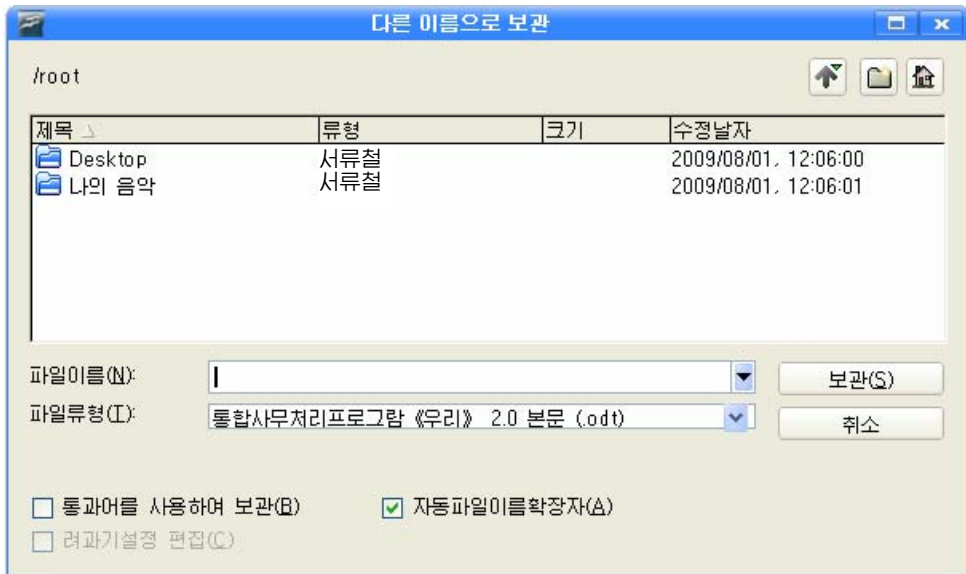 다른 이름으로 보관
/root
제목 류형 크기 수정날자
Desktop 서류철 2009/08/01, 12:06:00
나의 음악 서류철 2009/08/01, 12:06:01
파일이름(N): 보관(S)
파일류형(T): 통합사무처리프로그람《우리》 2.0 본문 (.odt) 취소
통과어를 사용하여 보관(B) 자동파일이름확장자(A)
려과기설정 편집(C)